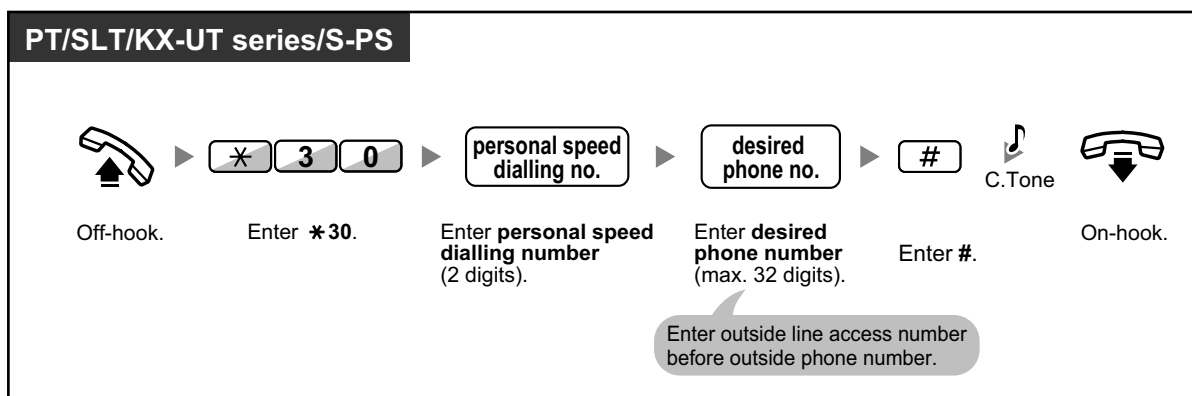 PT/SLT/KX-UT series/S-PS
✳ 3 0
personal speed
dialling no.
desired
phone no.
#
C.Tone
Off-hook.
Enter ✳30.
Enter personal speed
dialling number
(2 digits).
Enter desired
phone number
(max. 32 digits).
Enter #.
On-hook.
Enter outside line access number
before outside phone number.